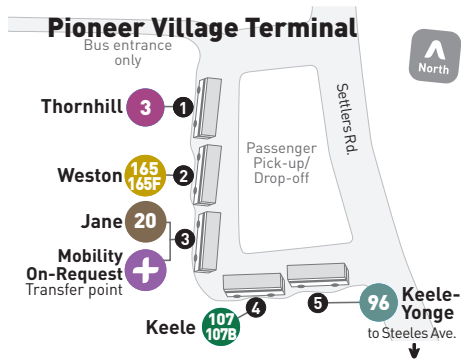 Pioneer Village Terminal
Bus entrance
only
North
Thornhill 3 1
Settlers Rd.
Passenger
Pick-up/
Drop-off
Weston 165
165F
2
Jane 20
3
Mobility
On-Request
Transfer point
Keele 107
107B
4
5
96 Keele-
Yonge
to Steeles Ave.